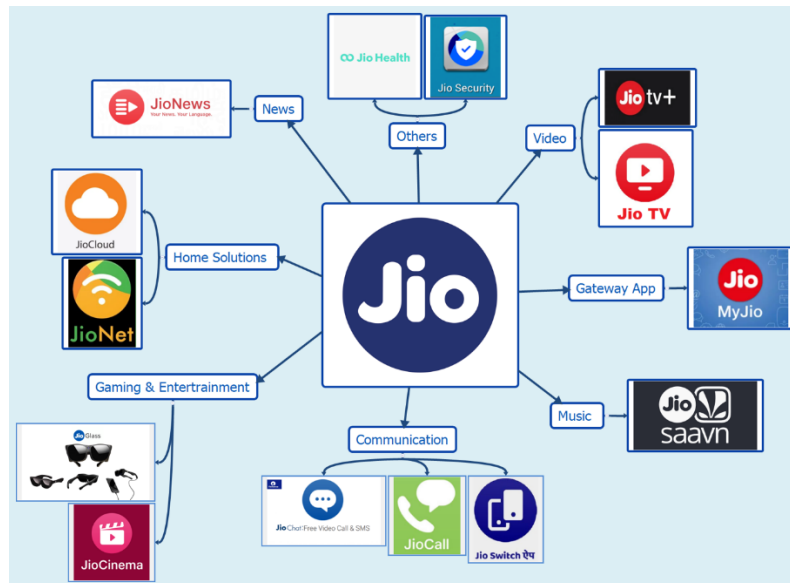 Jio Health
Jio Security
JioNews
Your News. Your Language.
News
Others
Video
Jio tv+
Jio TV
JioCloud
Home Solutions
JioNet
Jio
Gateway App
Jio
MyJio
Gaming & Entertrainment
Music
Jio
saavn
Communication
Jio Glass
JioChat:Free Video Call & SMS
JioCall
Jio Switch ऐप
JioCinema